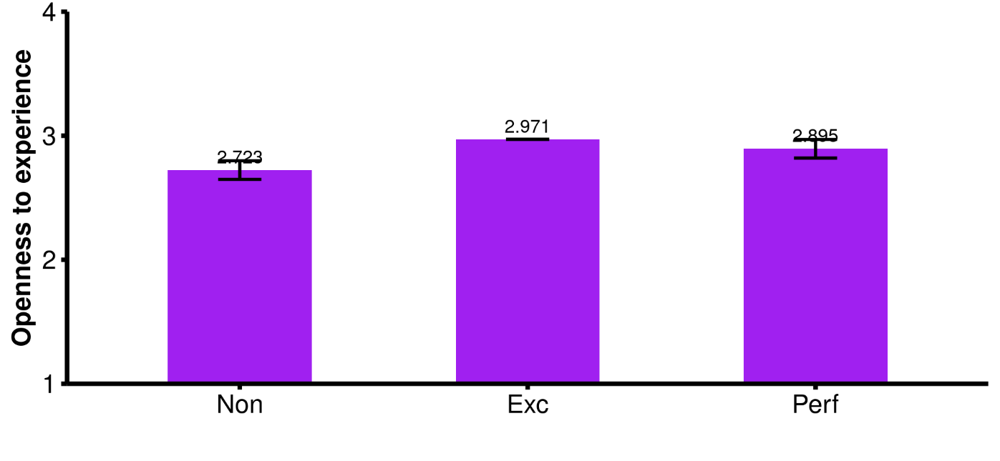 Openness to experience
4
3
2
1
2.723
2.971
2.895
Non
Exc
Perf